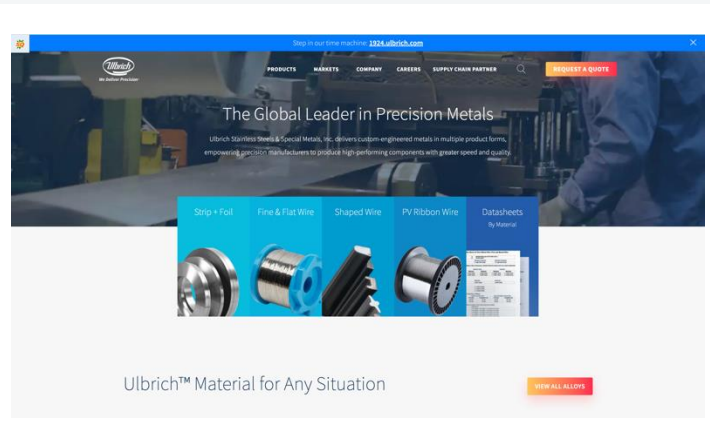 Step in our time machine: 1924.ulbrich.com
Ulbrich
We Deliver Precision
PRODUCTS
MARKETS
COMPANY
CAREERS
SUPPLY CHAIN PARTNER
REQUEST A QUOTE
The Global Leader in Precision Metals
Ulbrich Stainless Steels & Special Metals, Inc. delivers custom-engineered metals in multiple product forms,
empowering precision manufacturers to produce high-performing components with greater speed and quality.
Strip + Foil
Fine & Flat Wire
Shaped Wire
PV Ribbon Wire
Datasheets
By Material
Ulbrich™ Material for Any Situation
VIEW ALL ALLOYS